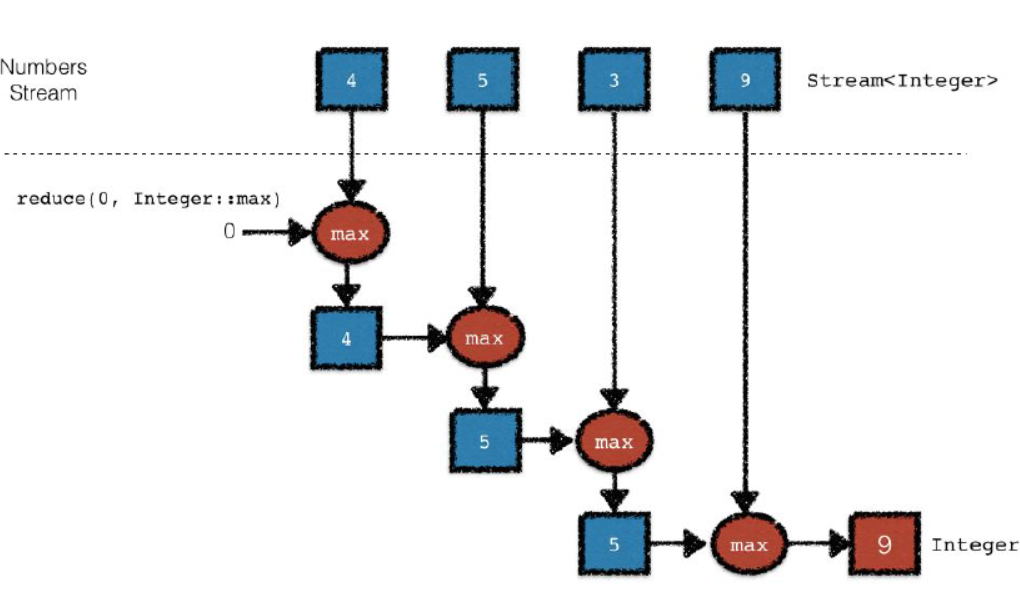 Numbers
Stream
4
5
3
9
Stream<Integer>
reduce(0, Integer::max)
0
max
4
max
5
max
5
max
9
Integer